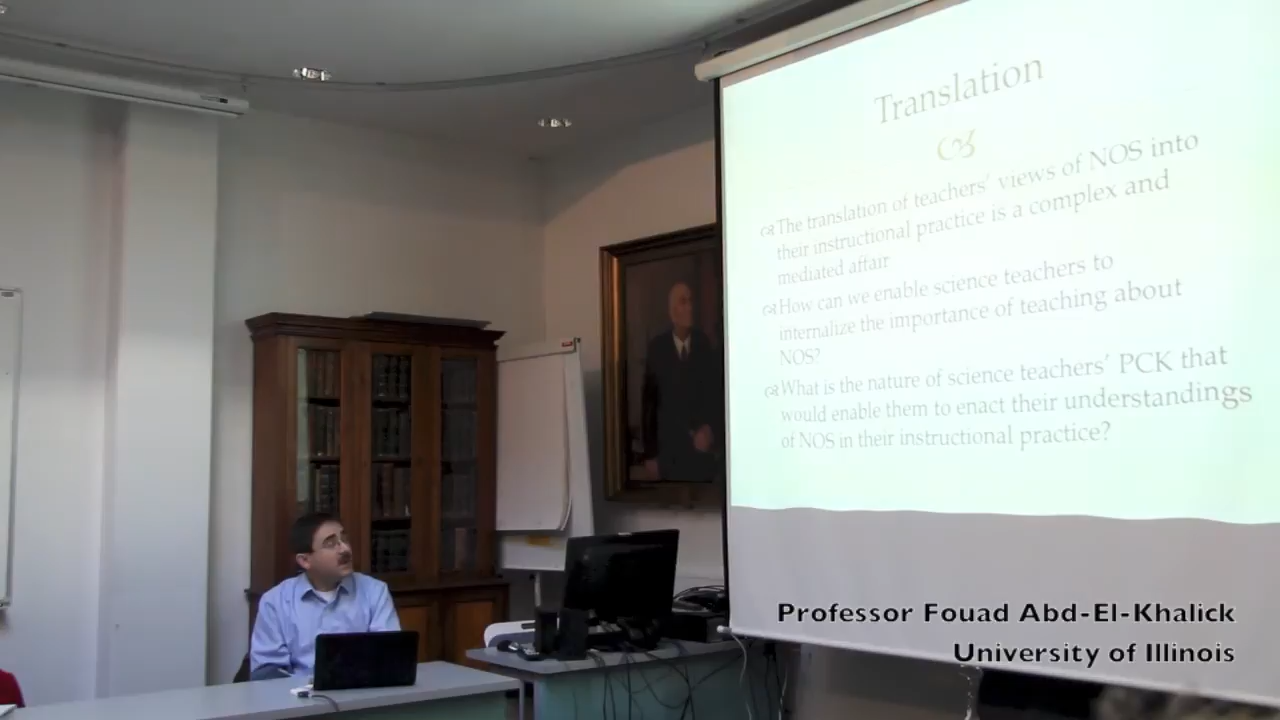 Translation
The translation of teachers' views of NOS into
their instructional practice is a complex and
mediated affair
How can we enable science teachers to
internalize the importance of teaching about
NOS?
What is the nature of science teachers' PCK that
would enable them to enact their understandings
of NOS in their instructional practice?
Professor Fouad Abd-El-Khalick
University of Illinois